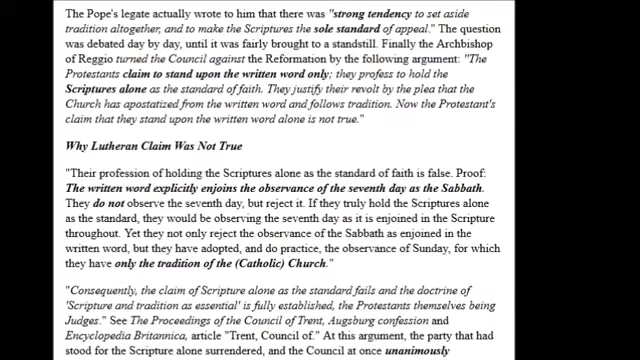 The Pope's legate actually wrote to him that there was "strong tendency to set aside
tradition altogether, and to make the Scriptures the sole standard of appeal." The question
was debated day by day, until it was fairly brought to a standstill. Finally the Archbishop
of Reggio turned the Council against the Reformation by the following argument: "The
Protestants claim to stand upon the written word only; they profess to hold the
Scriptures alone as the standard of faith. They justify their revolt by the plea that the
Church has apostatized from the written word and follows tradition. Now the Protestant's
claim that they stand upon the written word alone is not true."
Why Lutheran Claim Was Not True
"Their profession of holding the Scriptures alone as the standard of faith is false. Proof:
The written word explicitly enjoins the observance of the seventh day as the Sabbath.
They do not observe the seventh day, but reject it. If they truly hold the Scriptures alone
as the standard, they would be observing the seventh day as it is enjoined in the Scripture
throughout. Yet they not only reject the observance of the Sabbath as enjoined in the
written word, but they have adopted, and do practice, the observance of Sunday, for which
they have only the tradition of the (Catholic) Church."
"Consequently, the claim of Scripture alone as the standard fails and the doctrine of
'Scripture and tradition as essential' is fully established, the Protestants themselves being
Judges." See The Proceedings of the Council of Trent, Augsburg confession and
Encyclopedia Britannica, article "Trent, Council of." At this argument, the party that had
stood for the Scripture alone surrendered, and the Council at once unanimously